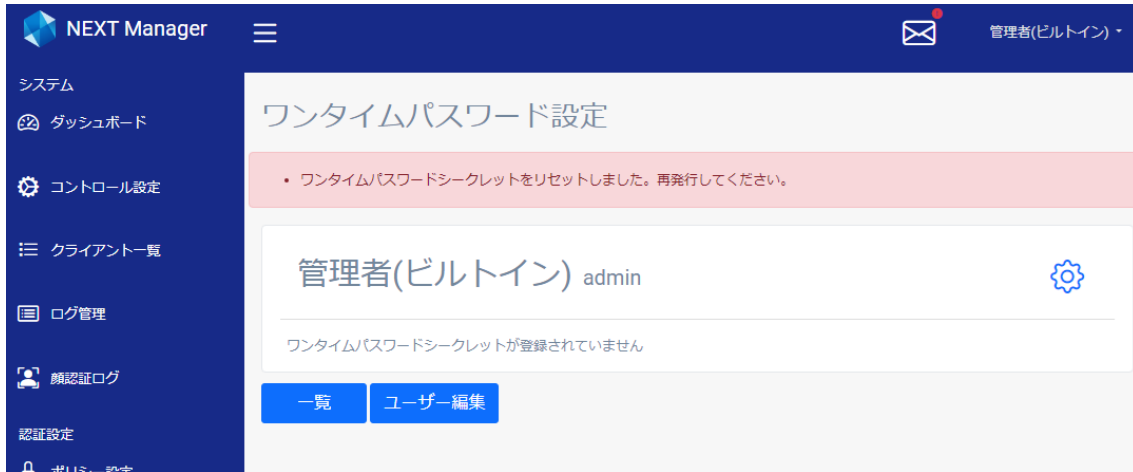 NEXT Manager
管理者(ビルトイン)
システム
ダッシュボード
コントロール設定
クライアント一覧
ログ管理
顔認証ログ
認証設定
ポリシー設定
ワンタイムパスワード設定
• ワンタイムパスワードシークレットをリセットしました。再発行してください。
管理者(ビルトイン) admin
ワンタイムパスワードシークレットが登録されていません
一覧
ユーザー編集